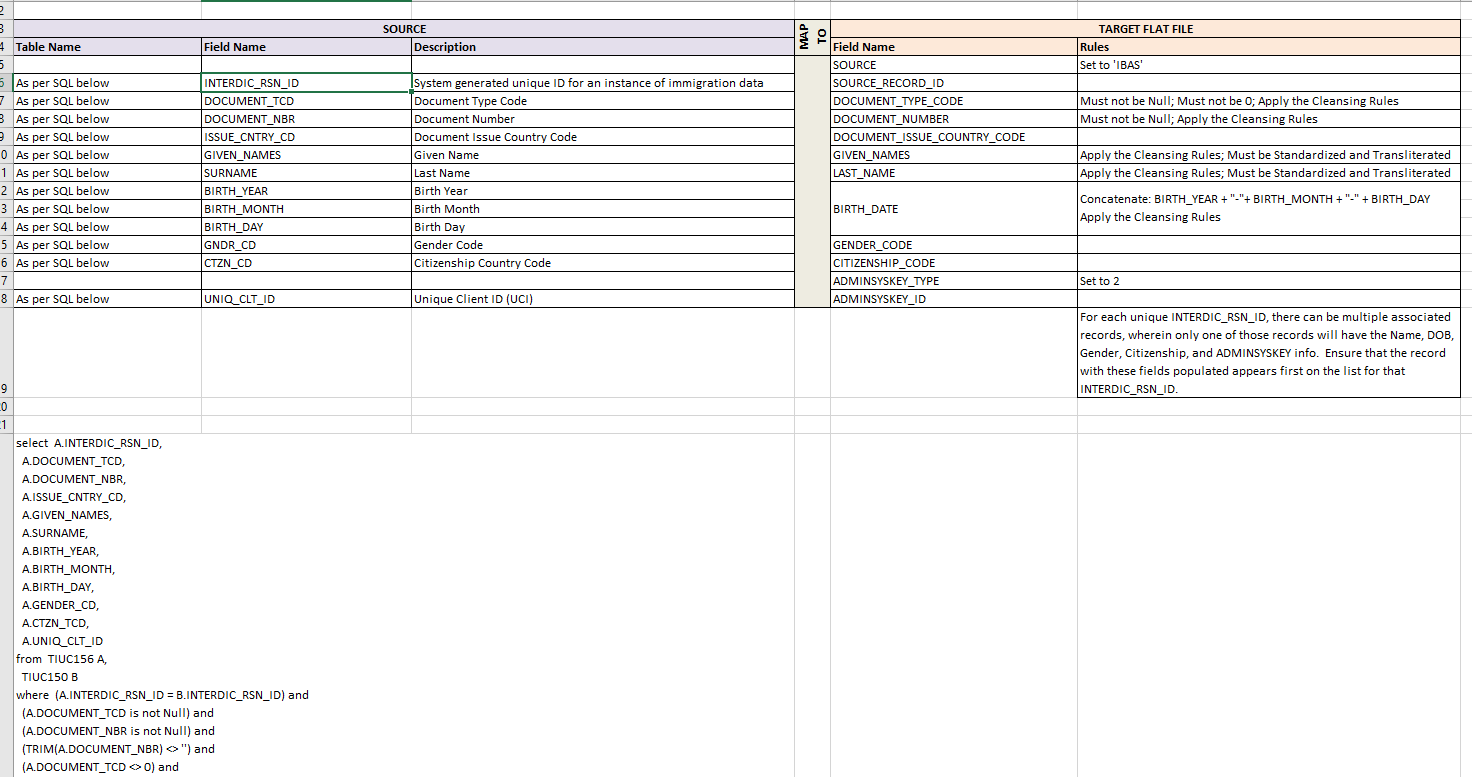 2
3 SOURCE MAP TO TARGET FLAT FILE
4 Table Name Field Name Description Field Name Rules
5 SOURCE Set to 'IBAS'
6 As per SQL below INTERDIC_RSN_ID System generated unique ID for an instance of immigration data SOURCE_RECORD_ID
7 As per SQL below DOCUMENT_TCD Document Type Code DOCUMENT_TYPE_CODE Must not be Null; Must not be 0; Apply the Cleansing Rules
8 As per SQL below DOCUMENT_NBR Document Number DOCUMENT_NUMBER Must not be Null; Apply the Cleansing Rules
9 As per SQL below ISSUE_CNTRY_CD Document Issue Country Code DOCUMENT_ISSUE_COUNTRY_CODE
0 As per SQL below GIVEN_NAMES Given Name GIVEN_NAMES Apply the Cleansing Rules; Must be Standardized and Transliterated
1 As per SQL below SURNAME Last Name LAST_NAME Apply the Cleansing Rules; Must be Standardized and Transliterated
2 As per SQL below BIRTH_YEAR Birth Year
3 As per SQL below BIRTH_MONTH Birth Month BIRTH_DATE Concatenate: BIRTH_YEAR + "-"+ BIRTH_MONTH + "-" + BIRTH_DAY
4 As per SQL below BIRTH_DAY Birth Day Apply the Cleansing Rules
5 As per SQL below GNDR_CD Gender Code GENDER_CODE
6 As per SQL below CTZN_CD Citizenship Country Code CITIZENSHIP_CODE
7 ADMINSYSKEY_TYPE Set to 2
8 As per SQL below UNIQ_CLT_ID Unique Client ID (UCI) ADMINSYSKEY_ID
For each unique INTERDIC_RSN_ID, there can be multiple associated
records, wherein only one of those records will have the Name, DOB,
Gender, Citizenship, and ADMINSYSKEY info. Ensure that the record
with these fields populated appears first on the list for that
9 INTERDIC_RSN_ID.
20
21
select A.INTERDIC_RSN_ID,
A.DOCUMENT_TCD,
A.DOCUMENT_NBR,
A.ISSUE_CNTRY_CD,
A.GIVEN_NAMES,
A.SURNAME,
A.BIRTH_YEAR,
A.BIRTH_MONTH,
A.BIRTH_DAY,
A.GENDER_CD,
A.CTZN_TCD,
A.UNIQ_CLT_ID
from TIUC156 A,
TIUC150 B
where (A.INTERDIC_RSN_ID = B.INTERDIC_RSN_ID) and
(A.DOCUMENT_TCD is not Null) and
(A.DOCUMENT_NBR is not Null) and
(TRIM(A.DOCUMENT_NBR) <> '') and
(A.DOCUMENT_TCD <> 0) and